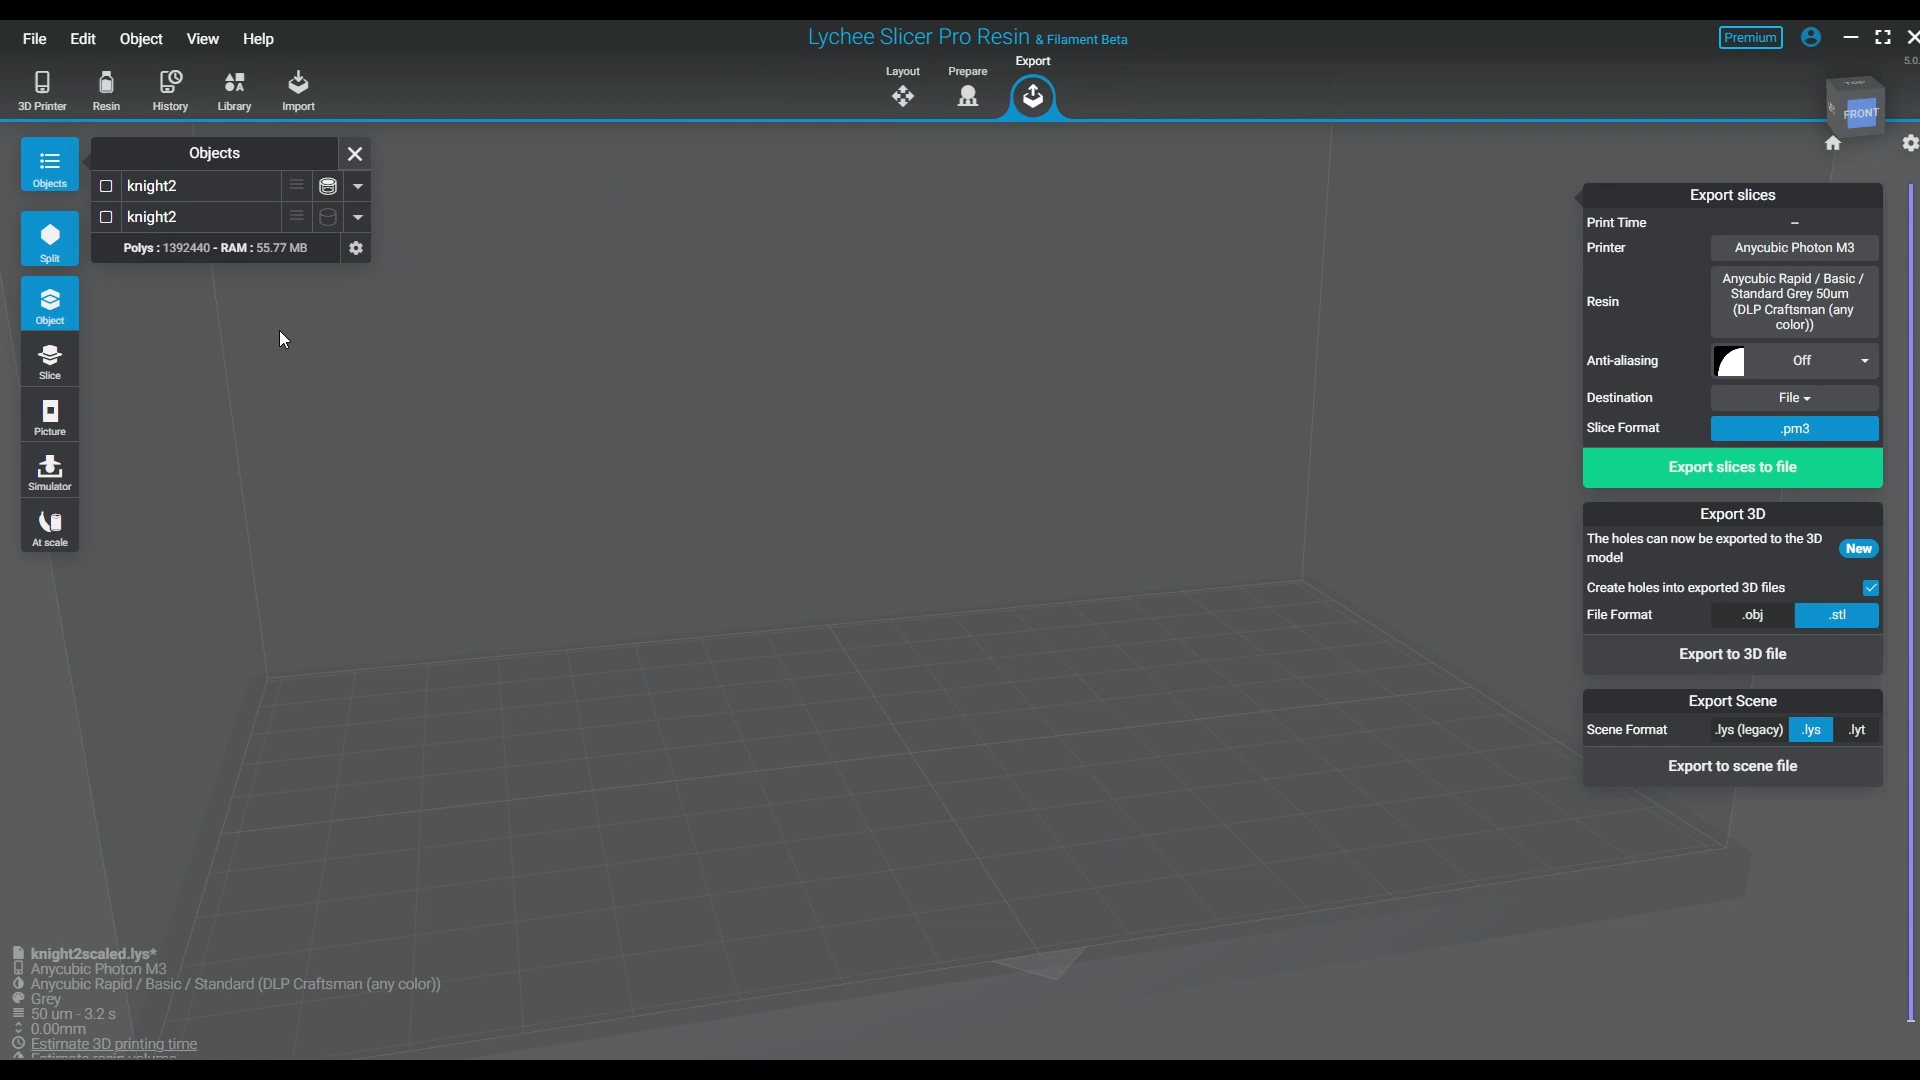 File Edit Object View Help
Lychee Slicer Pro Resin & Filament Beta
Premium
5.0.
3D Printer Resin History Library Import
Layout Prepare Export
FRONT
Objects
Objects
knight2
knight2
Polys : 1392440 - RAM : 55.77 MB
Split
Object
Slice
Picture
Simulator
At scale
Export slices
Print Time –
Printer Anycubic Photon M3
Resin Anycubic Rapid / Basic /
Standard Grey 50um
(DLP Craftsman (any
color))
Anti-aliasing Off
Destination File
Slice Format .pm3
Export slices to file
Export 3D
The holes can now be exported to the 3D
model
New
Create holes into exported 3D files
File Format .obj .stl
Export to 3D file
Export Scene
Scene Format .lys (legacy) .lys .lyt
Export to scene file
knight2scaled.lys*
Anycubic Photon M3
Anycubic Rapid / Basic / Standard (DLP Craftsman (any color))
Grey
50 um - 3.2 s
0.00mm
Estimate 3D printing time